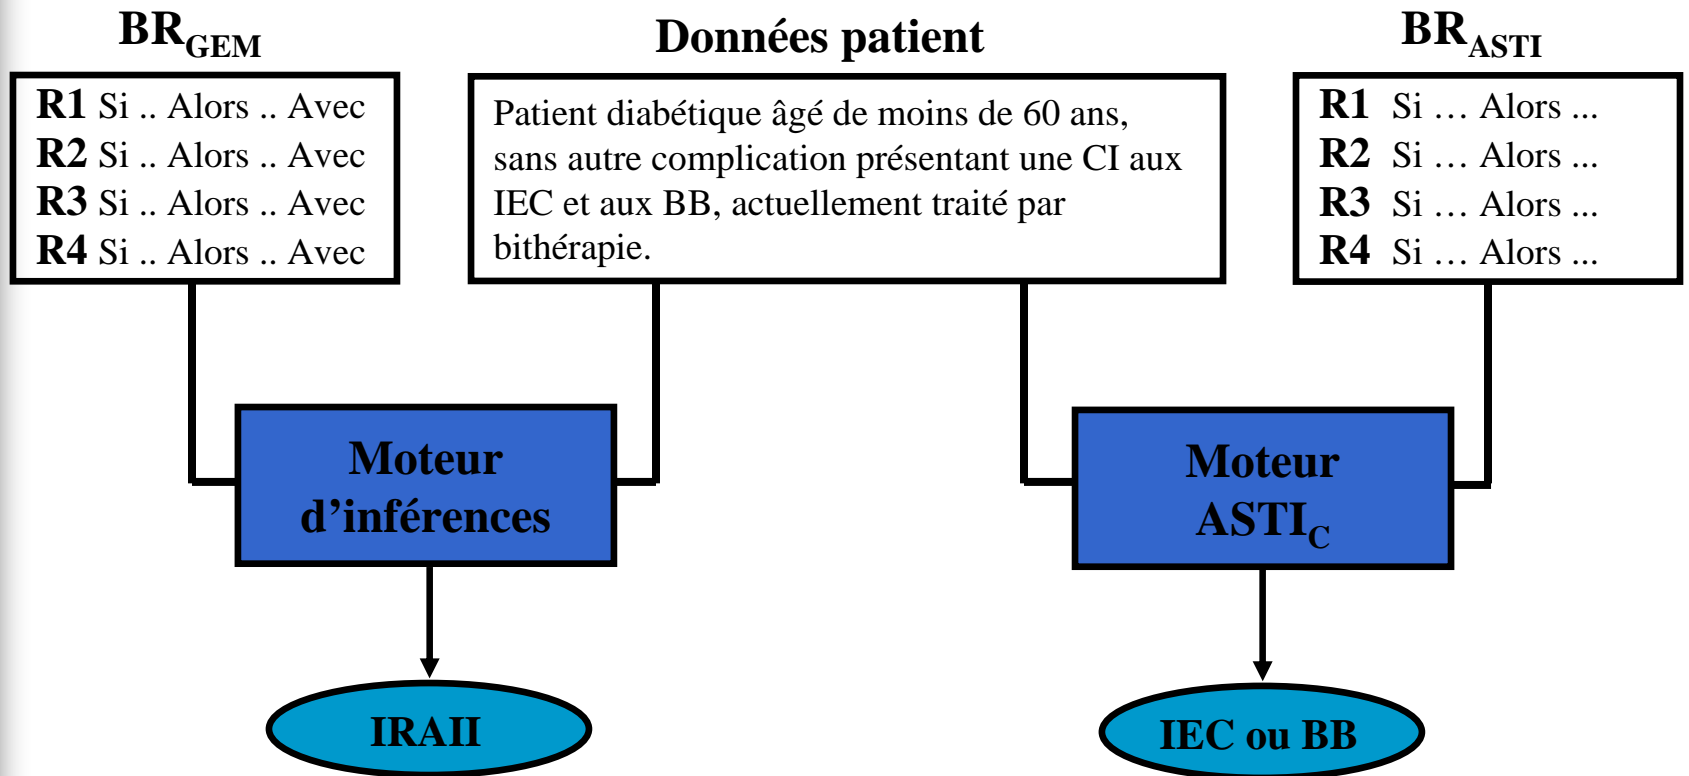 BR_GEM
R1 Si .. Alors .. Avec
R2 Si .. Alors .. Avec
R3 Si .. Alors .. Avec
R4 Si .. Alors .. Avec
Données patient
Patient diabétique âgé de moins de 60 ans,
sans autre complication présentant une CI aux
IEC et aux BB, actuellement traité par
bithérapie.
BR_ASTI
R1 Si … Alors ...
R2 Si … Alors ...
R3 Si … Alors ...
R4 Si … Alors ...
Moteur
d’inférences
Moteur
ASTI_C
IRAII
IEC ou BB